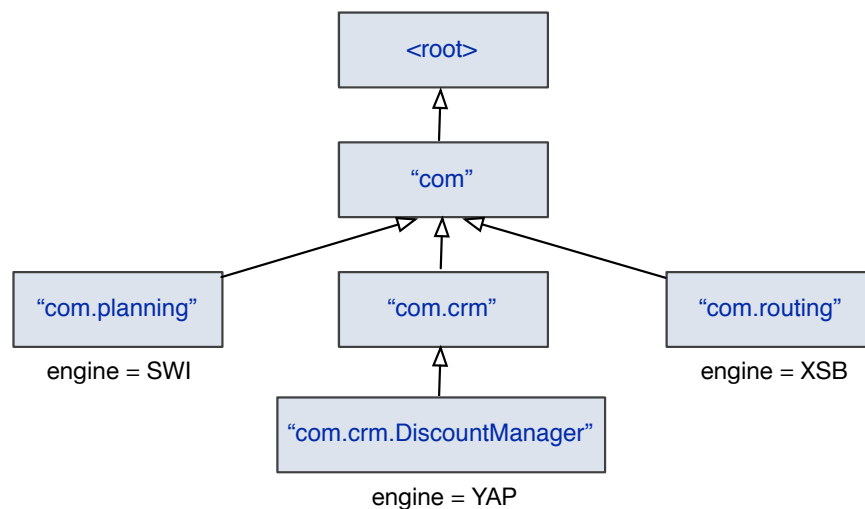 <root>
“com”
“com.planning”
“com.crm”
“com.routing”
engine = SWI
engine = XSB
“com.crm.DiscountManager”
engine = YAP